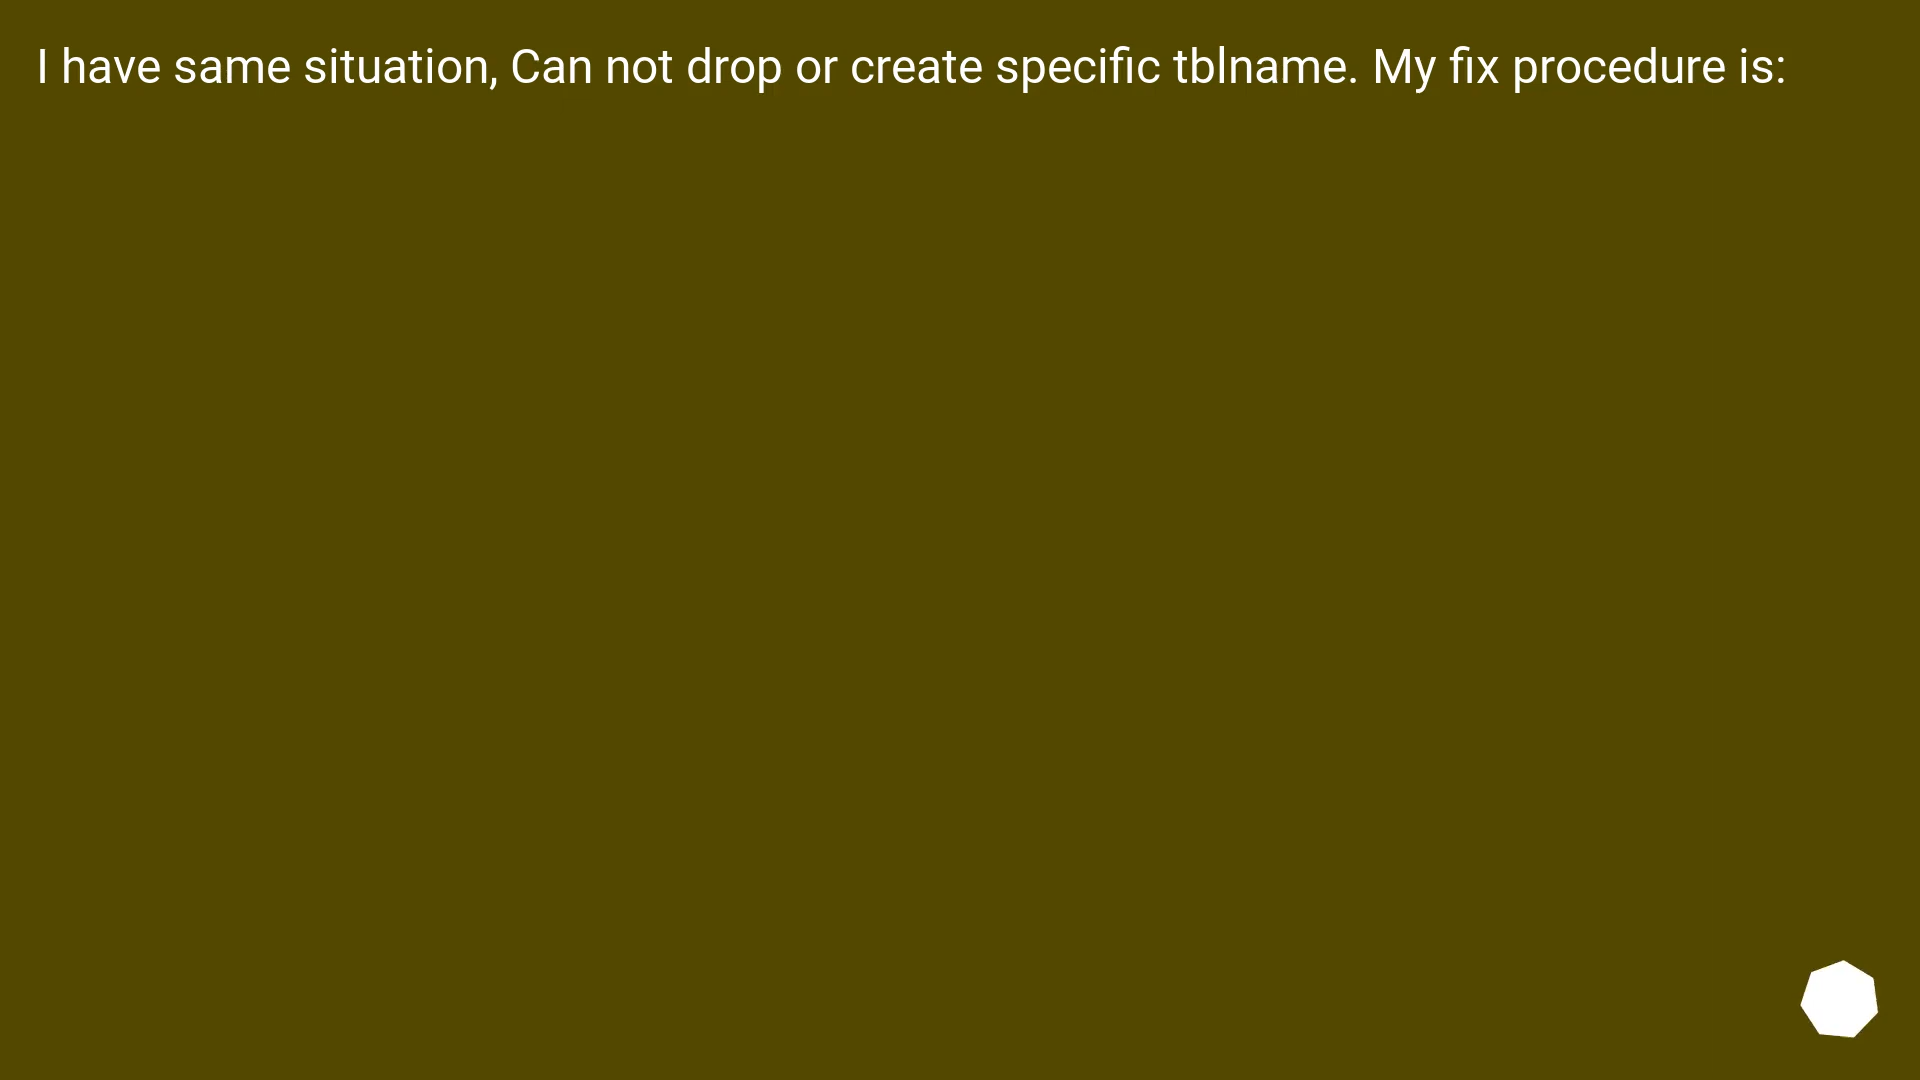 I have same situation, Can not drop or create specific tblname. My fix procedure is: